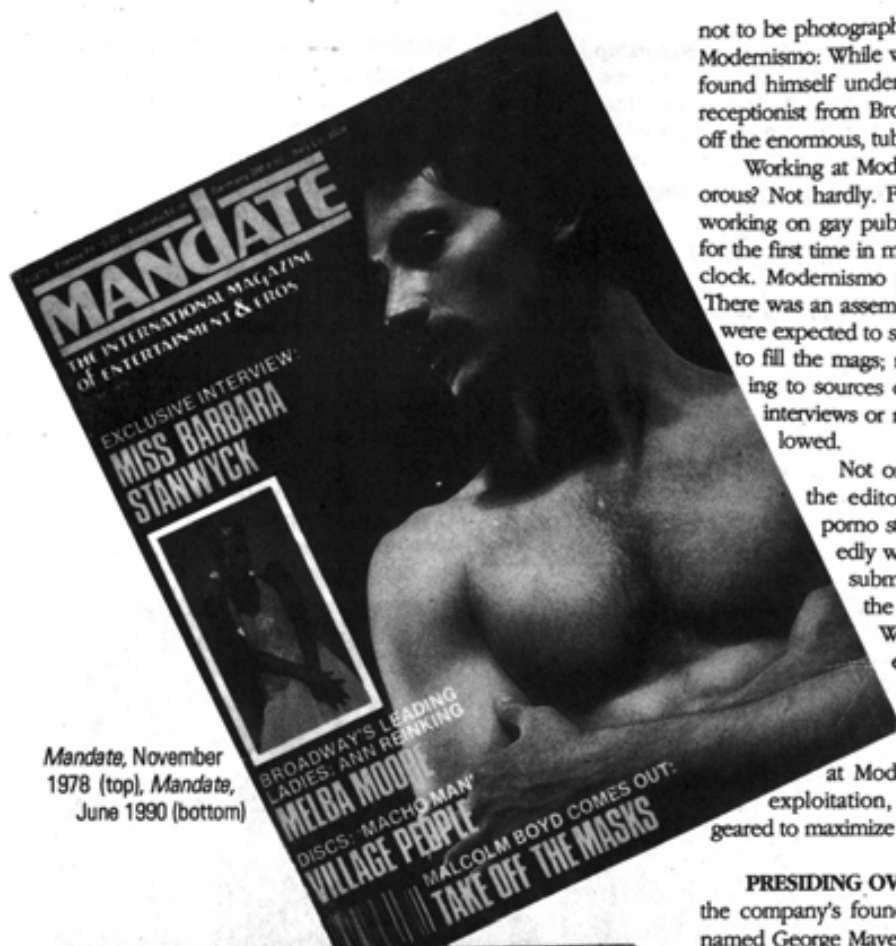 MANDATE
THE INTERNATIONAL MAGAZINE
of ENTERTAINMENT & EROS
EXCLUSIVE INTERVIEW:
MISS BARBARA
STANWYCK
BROADWAY'S LEADING
LADIES: ANN REINKING
MELBA MOORE
DISCS: 'MACHO MAN'
VILLAGE PEOPLE
MALCOLM BOYD COMES OUT:
TAKE OFF THE MASKS
Mandate, November
1978 (top), Mandate,
June 1990 (bottom)
not to be photograph
Modernismo: While
found himself under
receptionist from Bro
off the enormous, tul
Working at Mod
orous? Not hardly. F
working on gay pub
for the first time in m
clock. Modernismo
There was an assem
were expected to s
to fill the mags;
ing to sources
interviews or
lowed.
Not o
the edito
porno s
edly w
subm
the
W
at Mod
exploitation,
geared to maximize
PRESIDING OV
the company's foun
named George Mavs